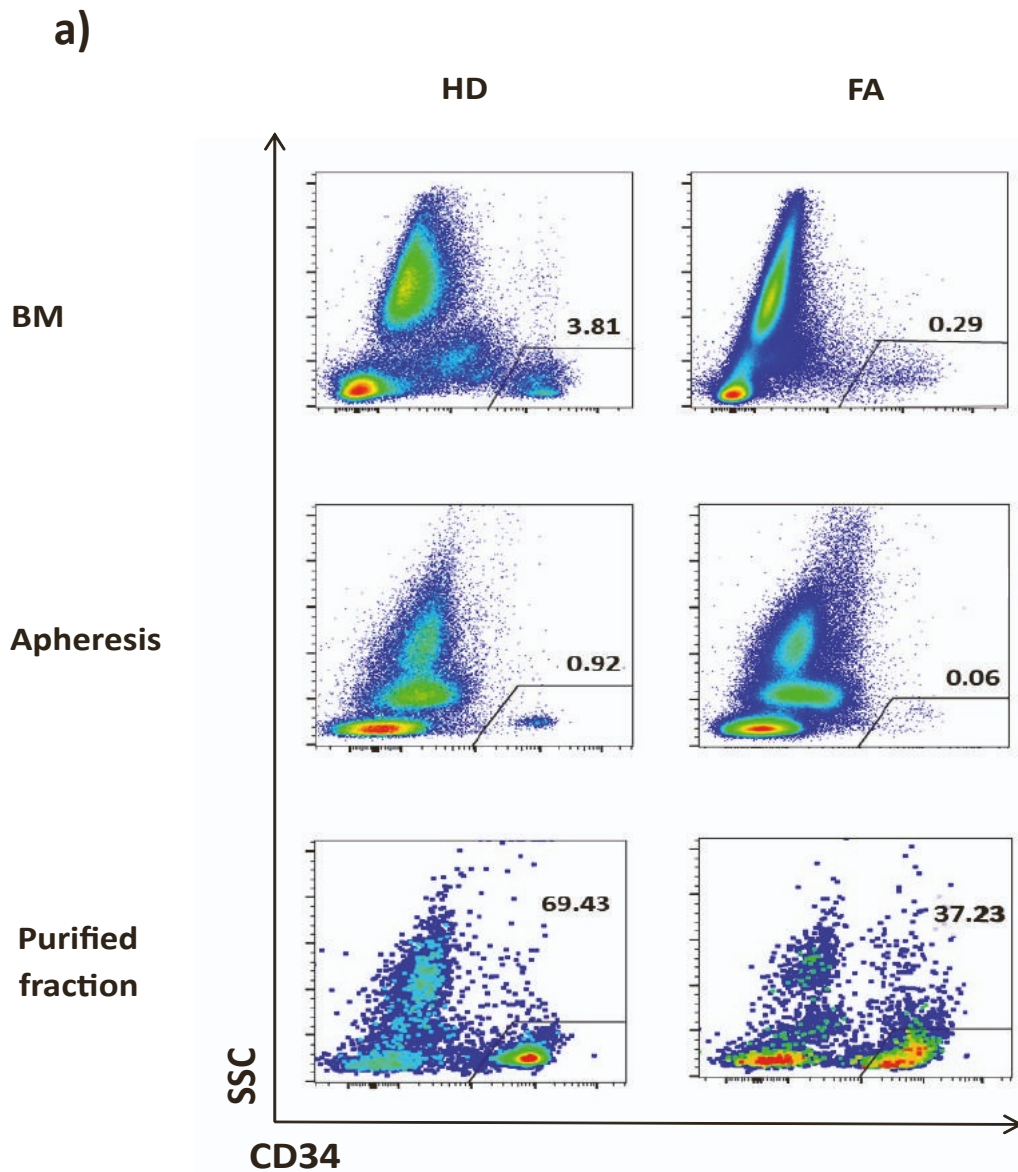 a)
HD FA
BM
3.81 0.29
Apheresis
0.92 0.06
69.43 37.23
Purified
fraction
SSC
CD34